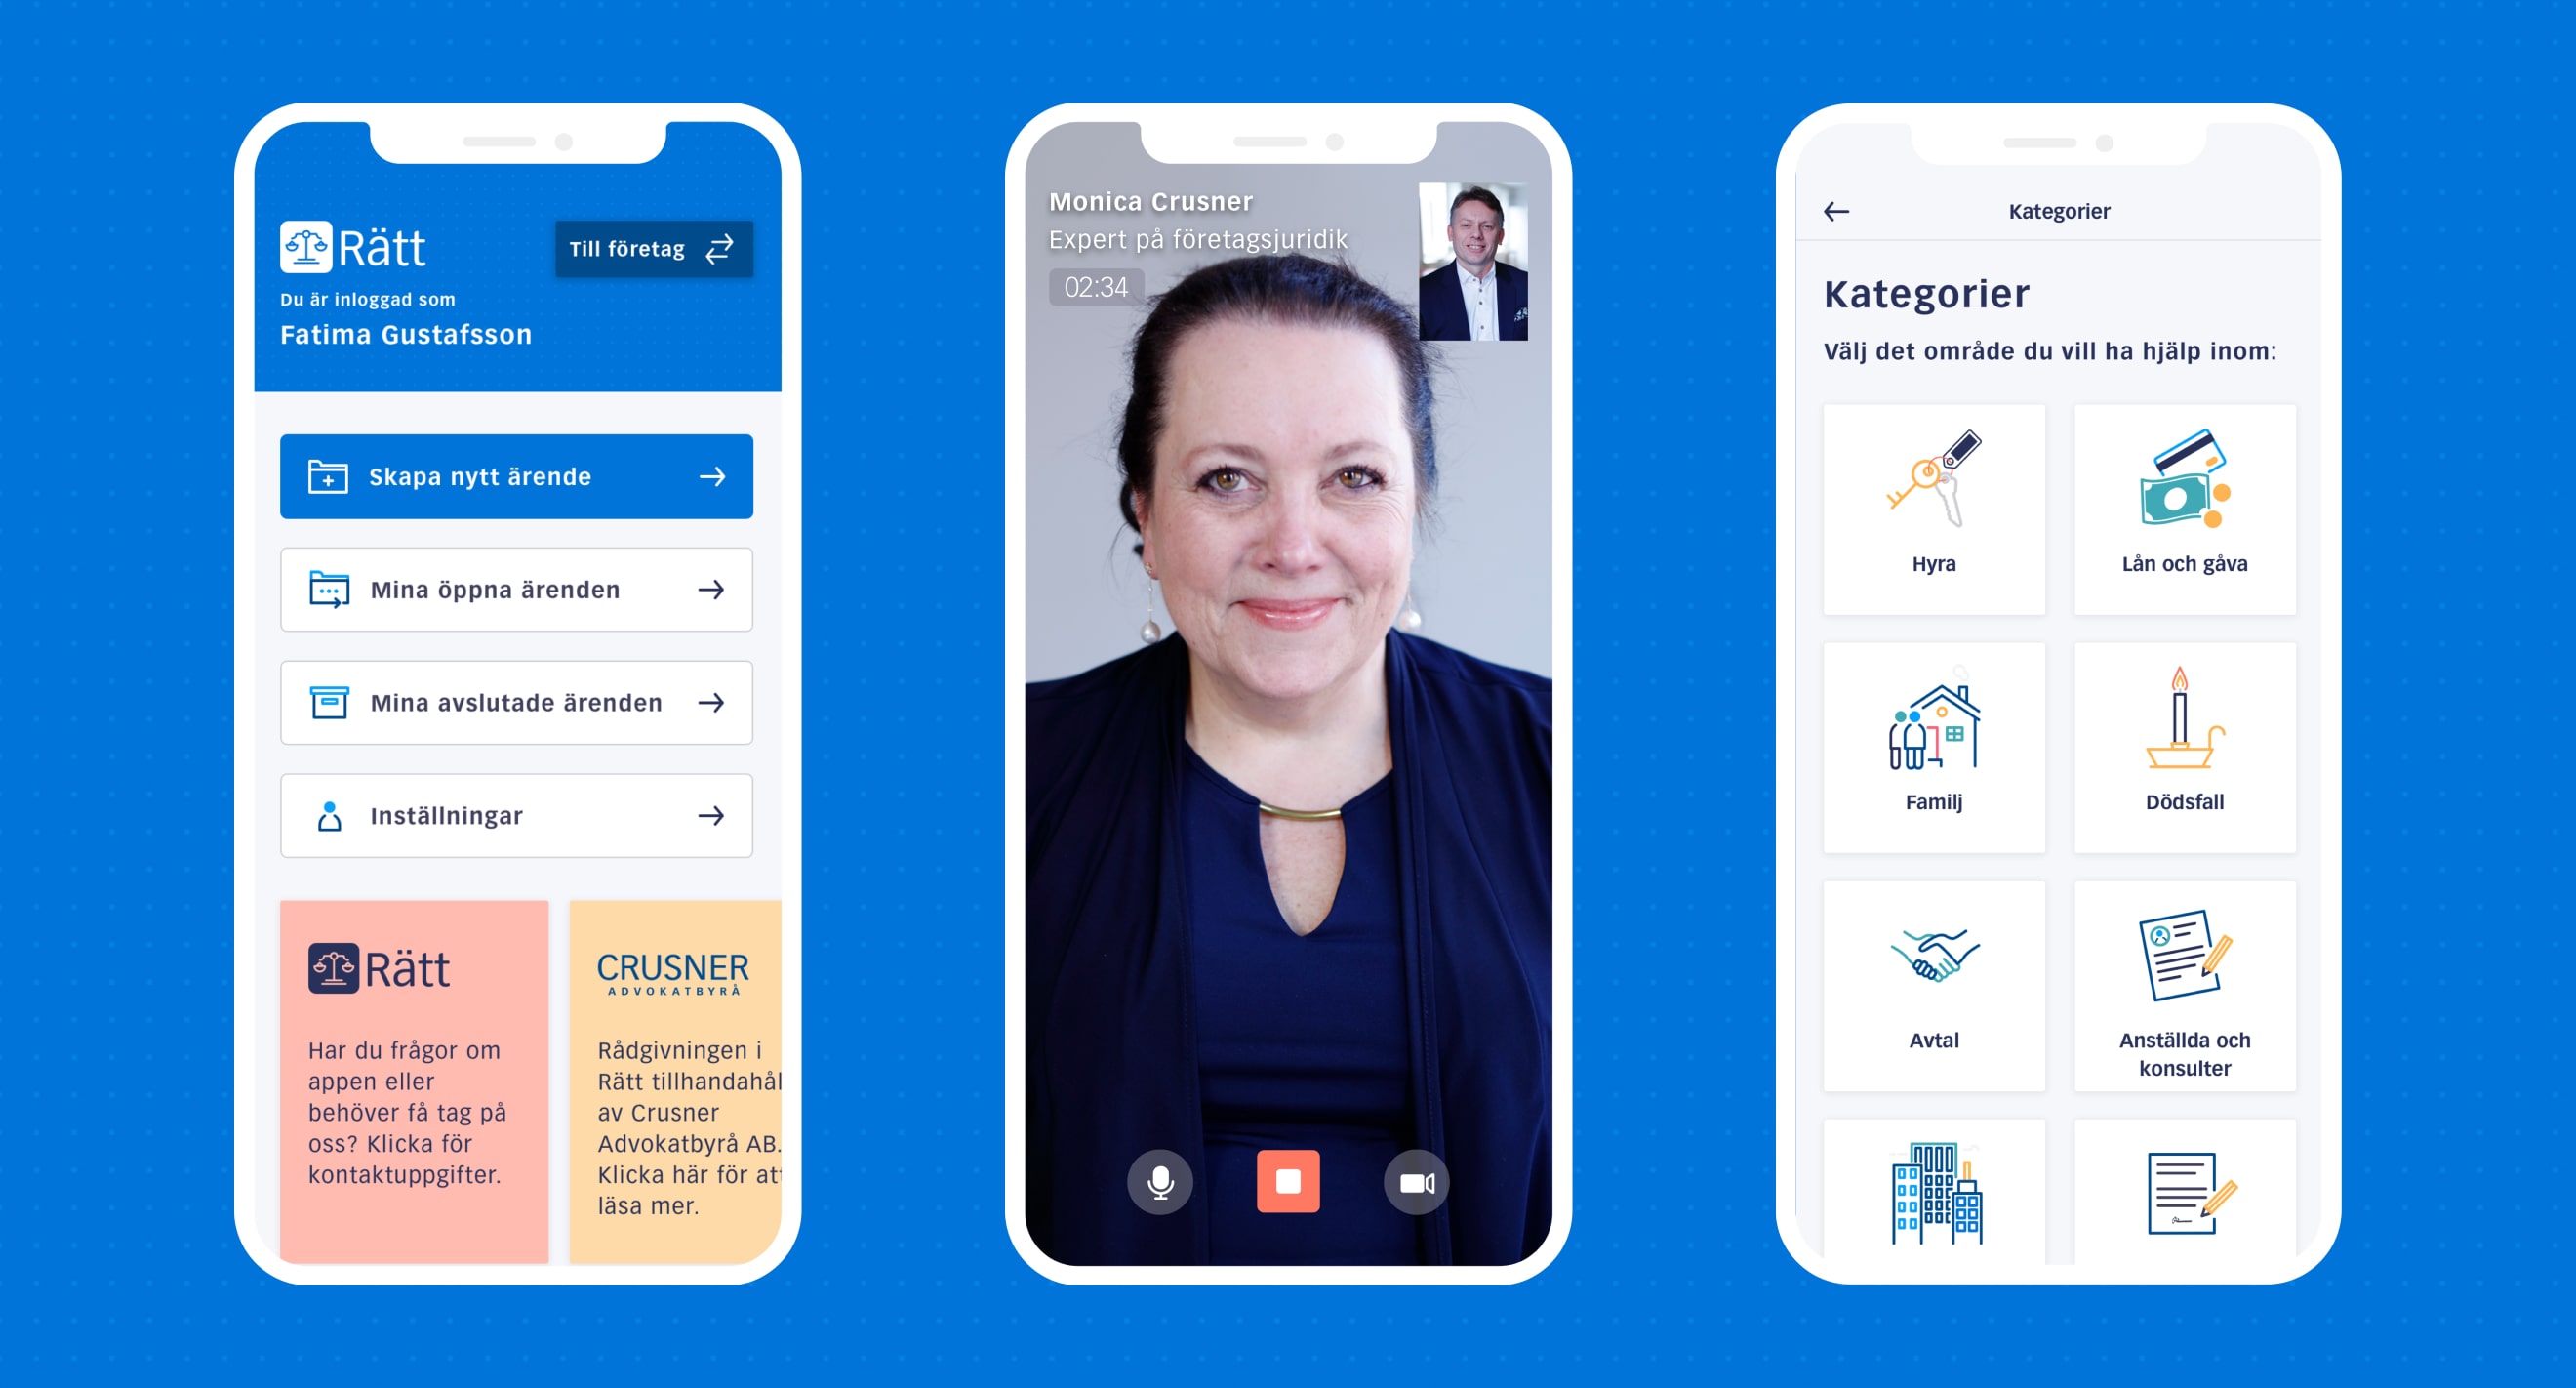 Rätt
Till företag
Du är inloggad som
Fatima Gustafsson
Skapa nytt ärende
Mina öppna ärenden
Mina avslutade ärenden
Inställningar
Rätt
Har du frågor om
appen eller
behöver få tag på
oss? Klicka för
kontaktuppgifter.
CRUSNER
ADVOKATBYRÅ
Rådgivningen i
Rätt tillhandahål
av Crusner
Advokatbyrå AB.
Klicka här för att
läsa mer.
Monica Crusner
Expert på företagsjuridik
02:34
Kategorier
Kategorier
Välj det område du vill ha hjälp inom:
Hyra
Lån och gåva
Familj
Dödsfall
Avtal
Anställda och
konsulter